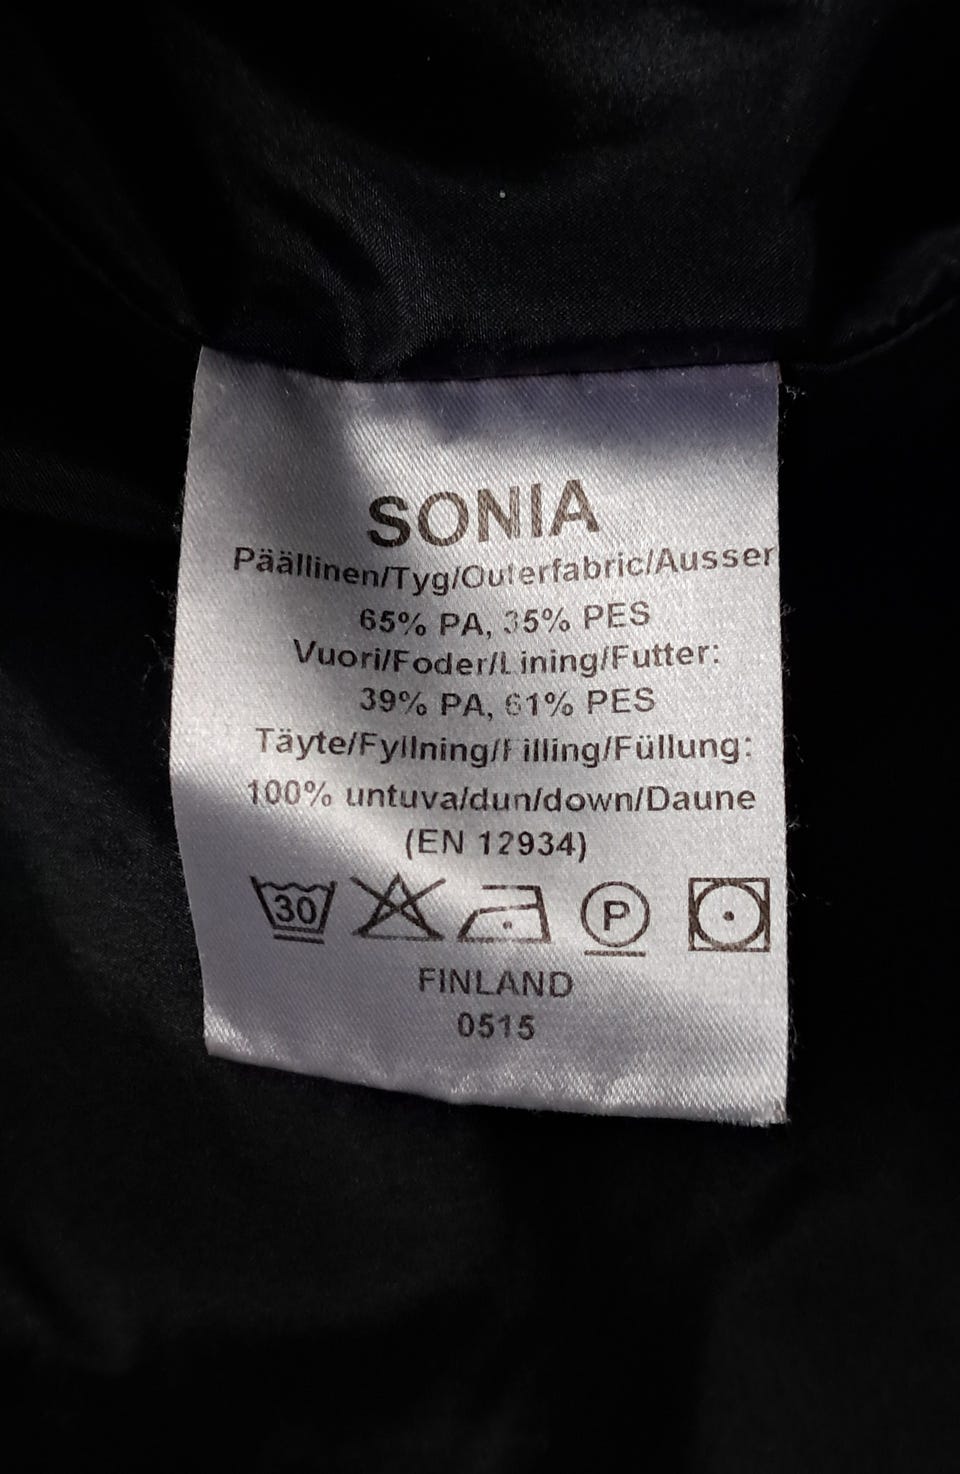 SONIA
Päällinen/Tyg/Outerfabric/Ausser
65% PA, 35% PES
Vuori/Foder/Lining/Futter:
39% PA, 61% PES
Täyte/Fyllning/Filling/Füllung:
100% untuva/dun/down/Daune
(EN 12934)
30 P
FINLAND
0515